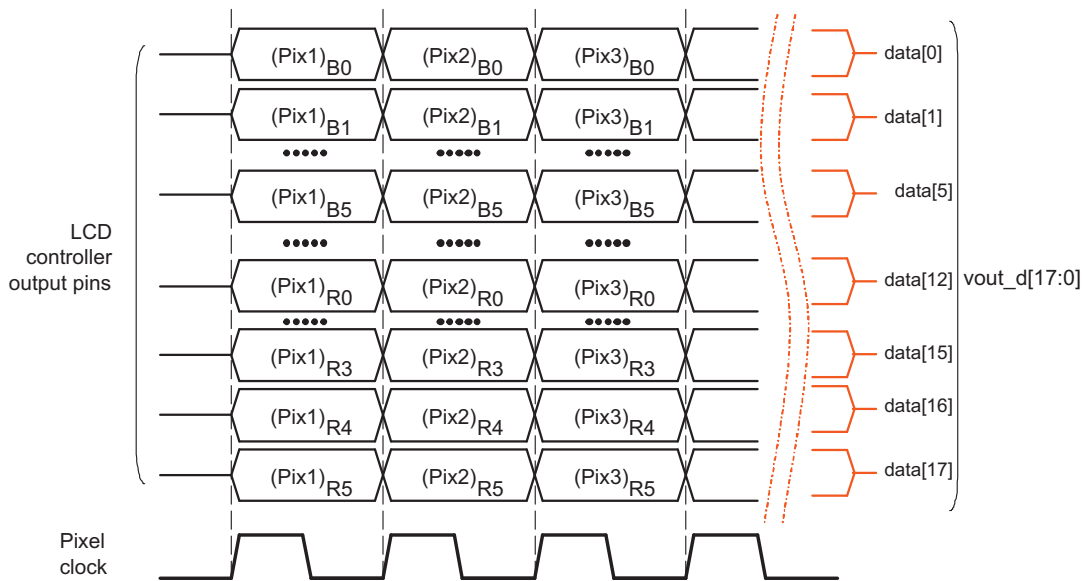 (Pix1)B0 (Pix2)B0 (Pix3)B0 data[0]
(Pix1)B1 (Pix2)B1 (Pix3)B1 data[1]
(Pix1)B5 (Pix2)B5 (Pix3)B5 data[5]
LCD
controller
output pins
(Pix1)R0 (Pix2)R0 (Pix3)R0 data[12] vout_d[17:0]
(Pix1)R3 (Pix2)R3 (Pix3)R3 data[15]
(Pix1)R4 (Pix2)R4 (Pix3)R4 data[16]
(Pix1)R5 (Pix2)R5 (Pix3)R5 data[17]
Pixel
clock